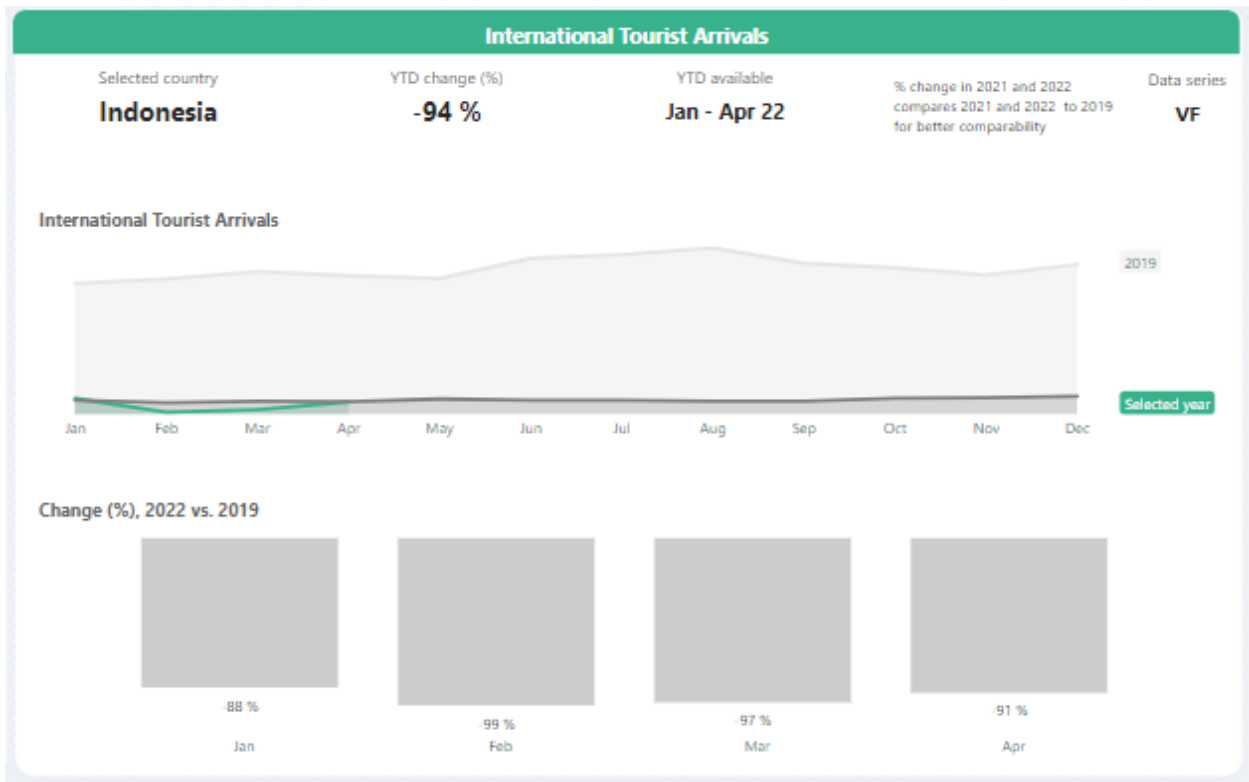 International Tourist Arrivals
Selected country
Indonesia
YTD change (%)
-94 %
YTD available
Jan - Apr 22
% change in 2021 and 2022
compares 2021 and 2022 to 2019
for better comparability
Data series
VF
International Tourist Arrivals
2019
Selected year
Jan Feb Mar Apr May Jun Jul Aug Sep Oct Nov Dec
Change (%), 2022 vs. 2019
-88 % -99 % -97 % -91 %
Jan Feb Mar Apr